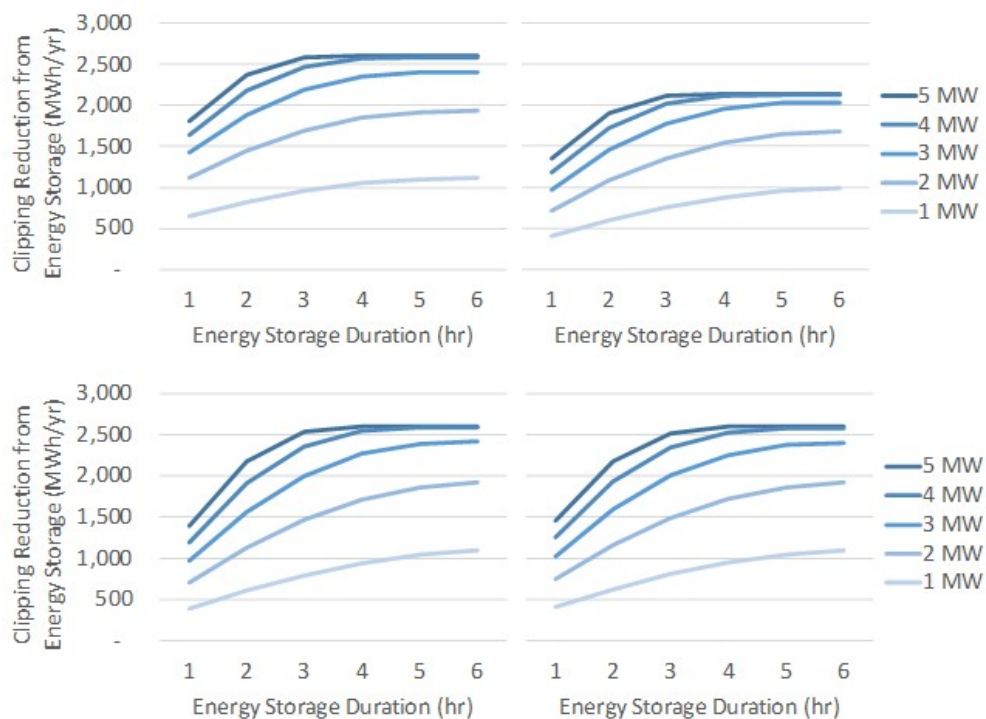 Clipping Reduction from
Energy Storage (MWh/yr)
3,000
2,500
2,000
1,500
1,000
500
-
1 2 3 4 5 6
Energy Storage Duration (hr)
1 2 3 4 5 6
Energy Storage Duration (hr)
5 MW
4 MW
3 MW
2 MW
1 MW
Clipping Reduction from
Energy Storage (MWh/yr)
3,000
2,500
2,000
1,500
1,000
500
-
1 2 3 4 5 6
Energy Storage Duration (hr)
1 2 3 4 5 6
Energy Storage Duration (hr)
5 MW
4 MW
3 MW
2 MW
1 MW